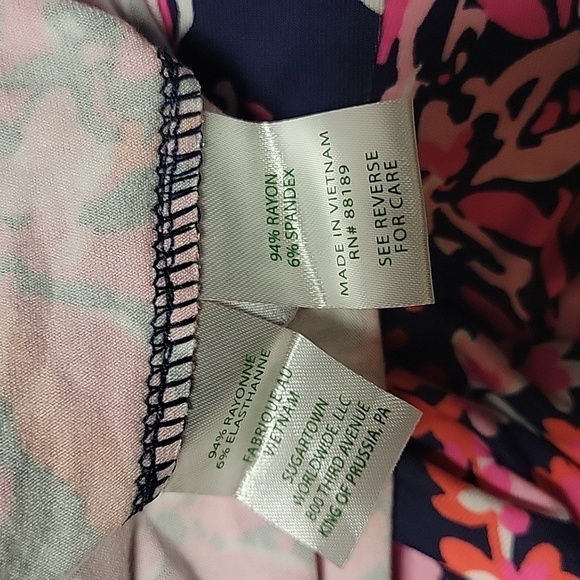 94% RAYON
6% SPANDEX
MADE IN VIETNAM
RN# 88189
SEE REVERSE
FOR CARE
94% RAYONNE
6% ELASTHANNE
FABRIQUE AU
VIETNAM
SUGARTOWN
WORLDWIDE, LLC
800 THIRD AVENUE
KING OF PRUSSIA, PA